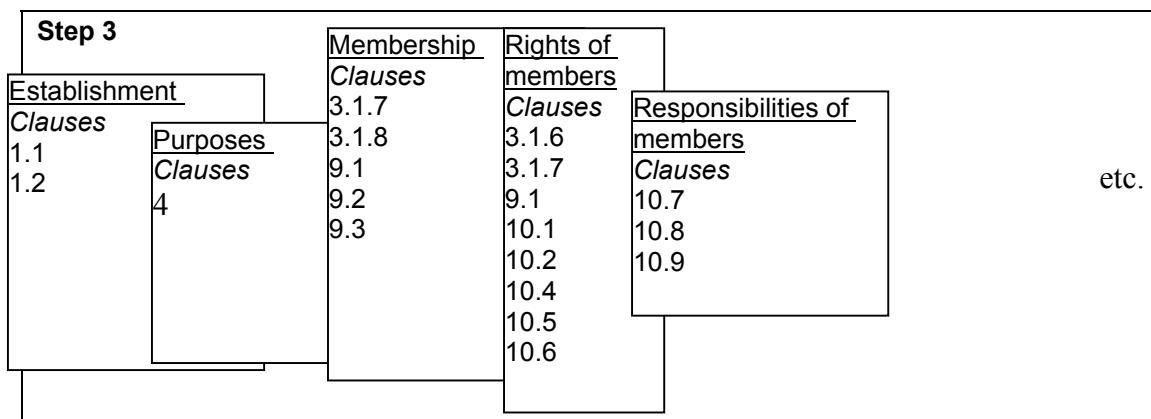 Step 3
Establishment
Clauses
1.1
1.2
Purposes
Clauses
4
Membership
Clauses
3.1.7
3.1.8
9.1
9.2
9.3
Rights of
members
Clauses
3.1.6
3.1.7
9.1
10.1
10.2
10.4
10.5
10.6
Responsibilities of
members
Clauses
10.7
10.8
10.9
etc.